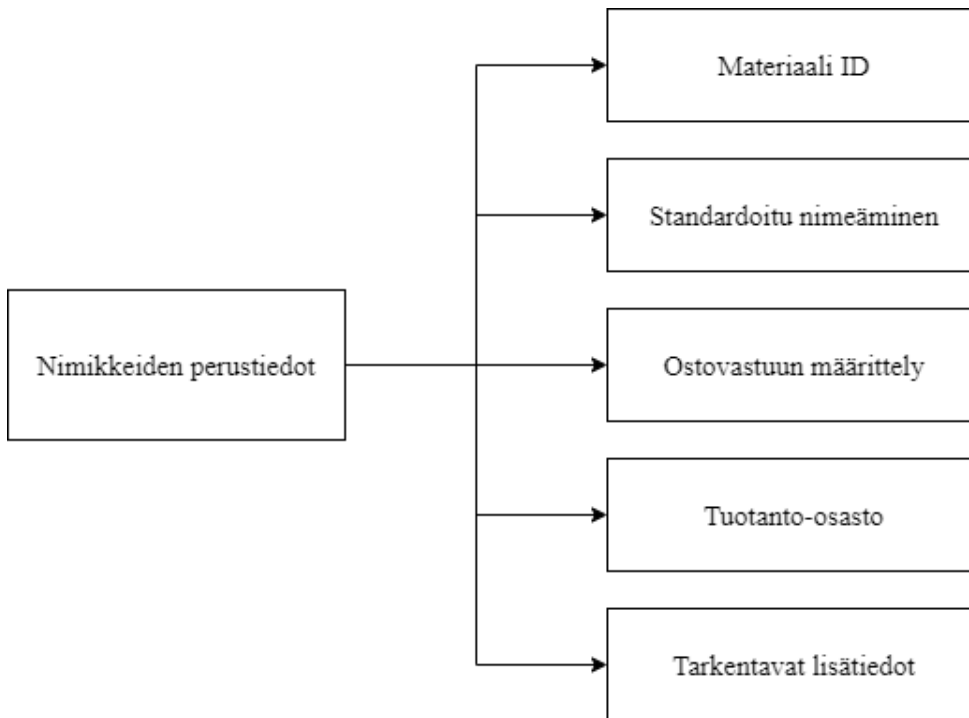 Materiaali ID
Standardoitu nimeäminen
Nimikkeiden perustiedot
Ostovastuun määrittely
Tuotanto-osasto
Tarkentavat lisätiedot